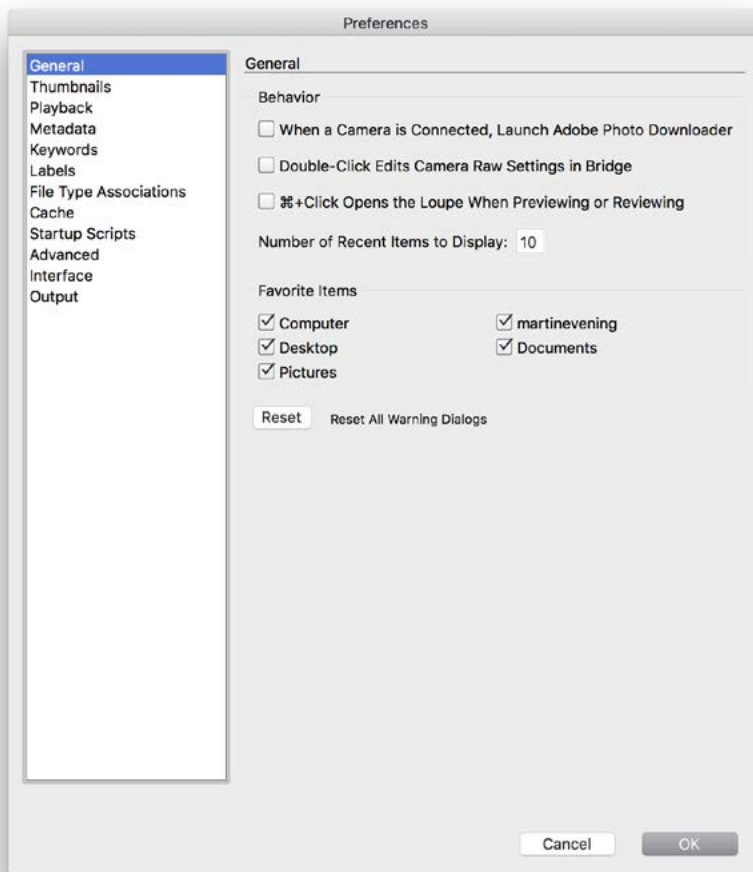 Preferences
General
Thumbnails
Playback
Metadata
Keywords
Labels
File Type Associations
Cache
Startup Scripts
Advanced
Interface
Output
General
Behavior
When a Camera is Connected, Launch Adobe Photo Downloader
Double-Click Edits Camera Raw Settings in Bridge
⌘+Click Opens the Loupe When Previewing or Reviewing
Number of Recent Items to Display: 10
Favorite Items
Computer martinevening
Desktop Documents
Pictures
Reset Reset All Warning Dialogs
Cancel OK